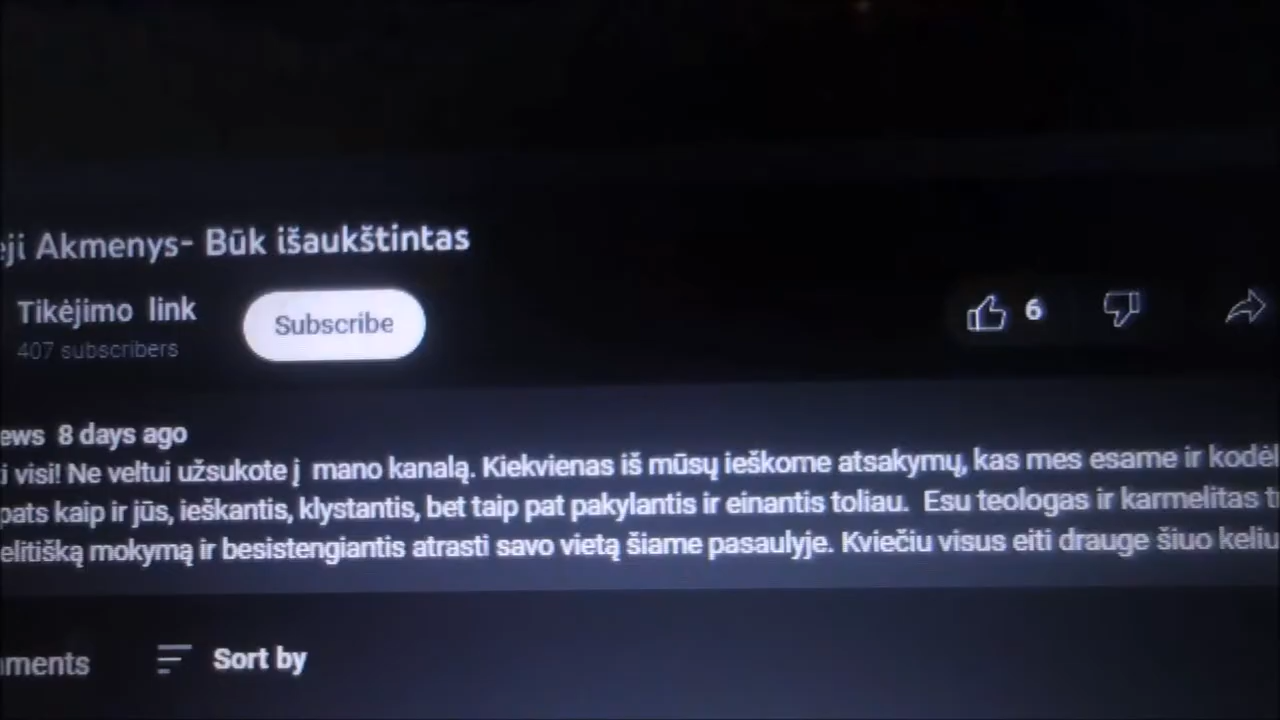 eji Akmenys- Būk išaukštintas
Tikėjimo link
407 subscribers
Subscribe
6
ews 8 days ago
i visi! Ne veltui užsukote į mano kanalą. Kiekvienas iš mūsų ieškome atsakymų, kas mes esame ir kodėl
pats kaip ir jūs, ieškantis, klystantis, bet taip pat pakylantis ir einantis toliau. Esu teologas ir karmelitas t
elitišką mokymą ir besistengiantis atrasti savo vietą šiame pasaulyje. Kviečiu visus eiti drauge šiuo keliu
mments
Sort by